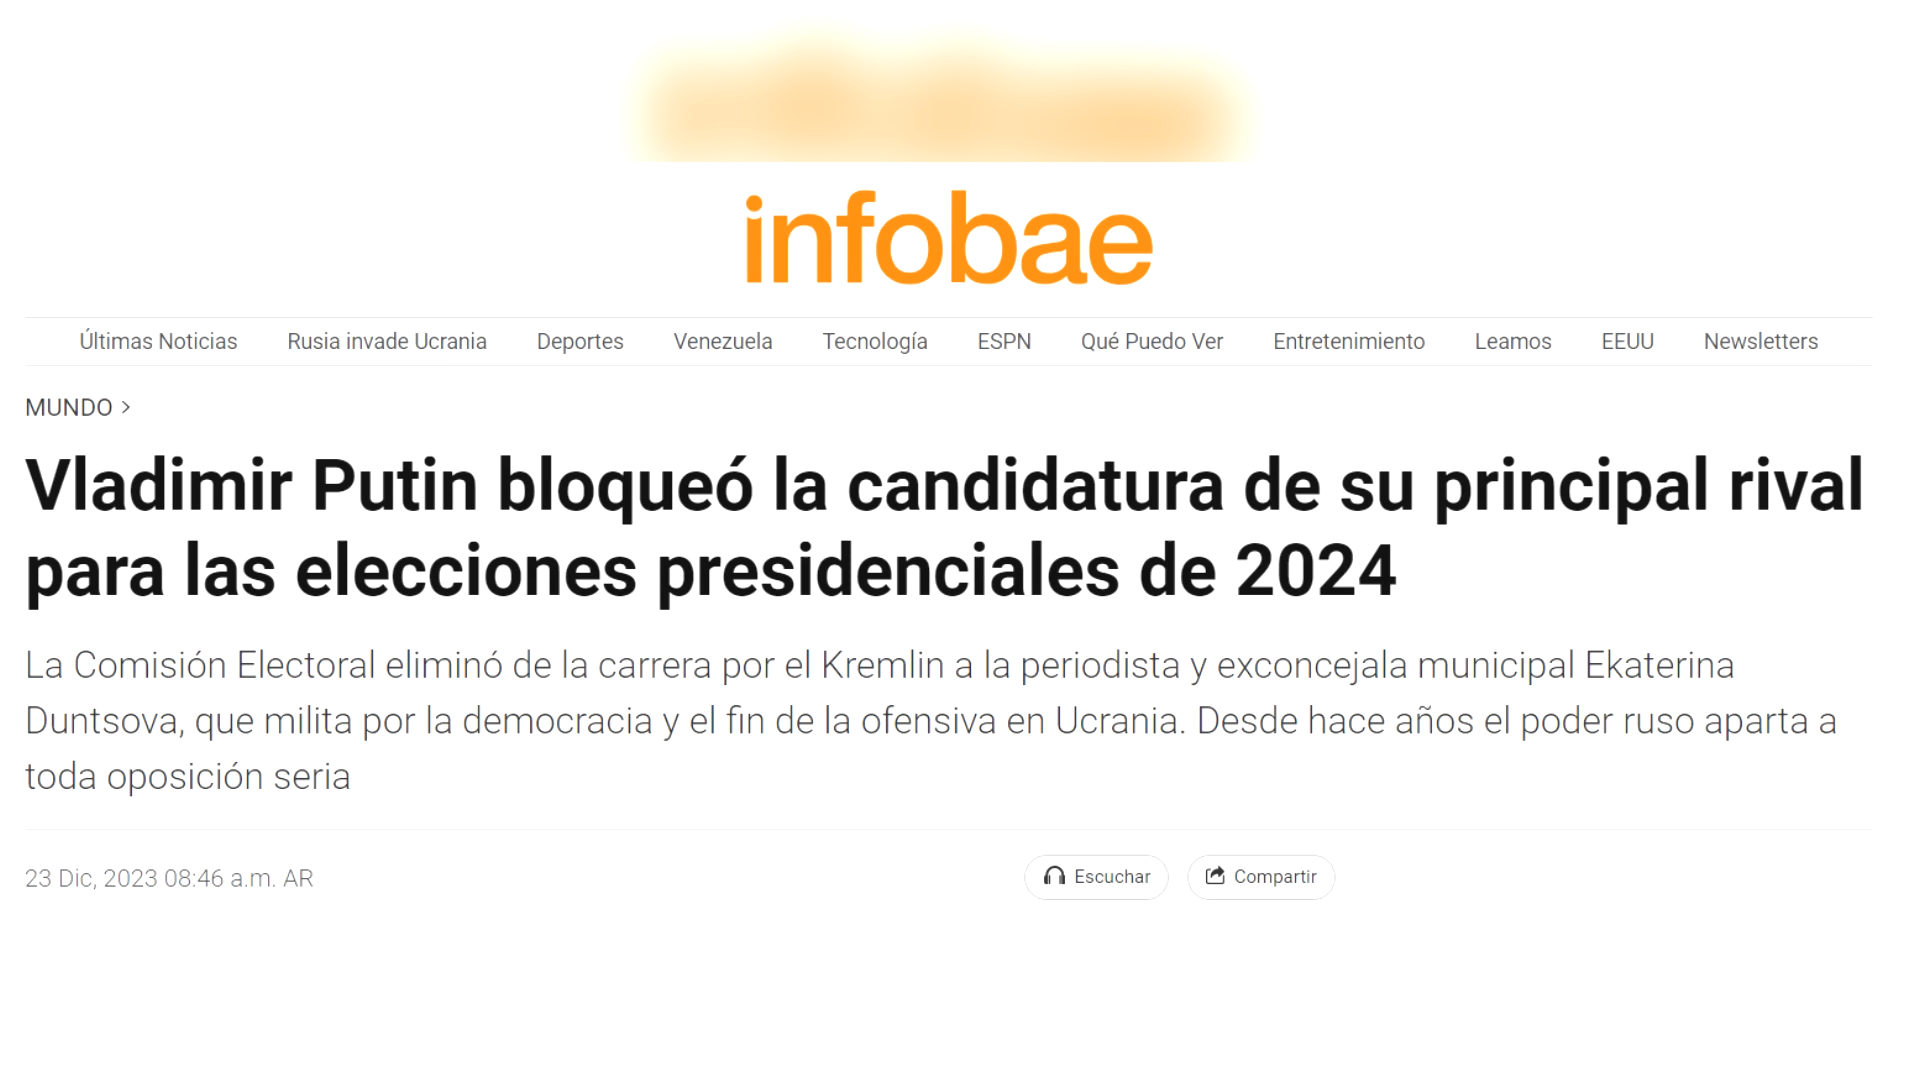 infobae
Últimas Noticias Rusia invade Ucrania Deportes Venezuela Tecnología ESPN Qué Puedo Ver Entretenimiento Leamos EEUU Newsletters
MUNDO >
Vladimir Putin bloqueó la candidatura de su principal rival
para las elecciones presidenciales de 2024
La Comisión Electoral eliminó de la carrera por el Kremlin a la periodista y exconcejala municipal Ekaterina
Duntsova, que milita por la democracia y el fin de la ofensiva en Ucrania. Desde hace años el poder ruso aparta a
toda oposición seria
23 Dic, 2023 08:46 a.m. AR Escuchar Compartir